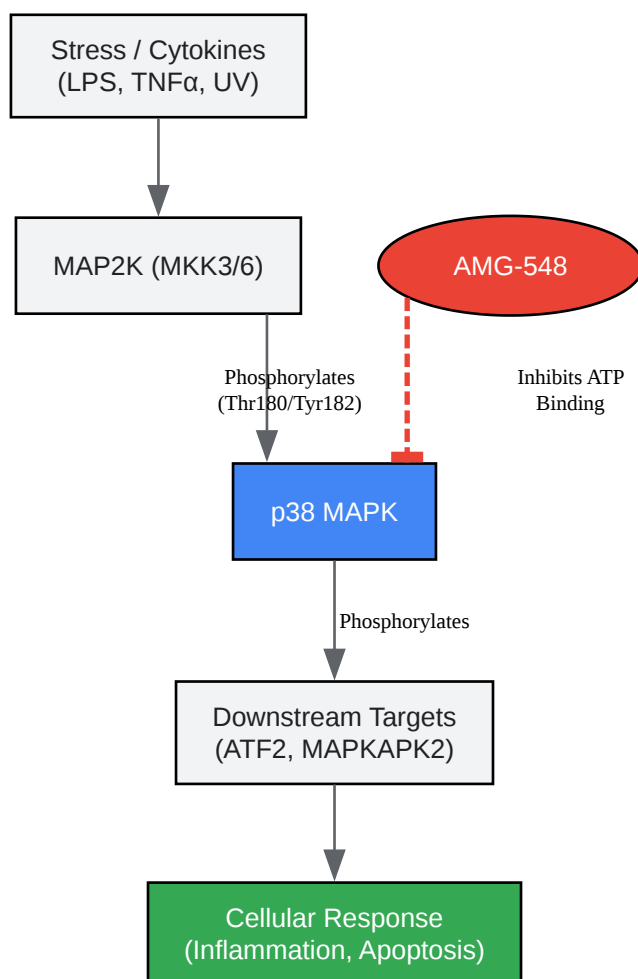 Stress / Cytokines
(LPS, TNFα, UV)
MAP2K (MKK3/6)
AMG-548
Phosphorylates
(Thr180/Tyr182)
Inhibits ATP
Binding
p38 MAPK
Phosphorylates
Downstream Targets
(ATF2, MAPKAPK2)
Cellular Response
(Inflammation, Apoptosis)